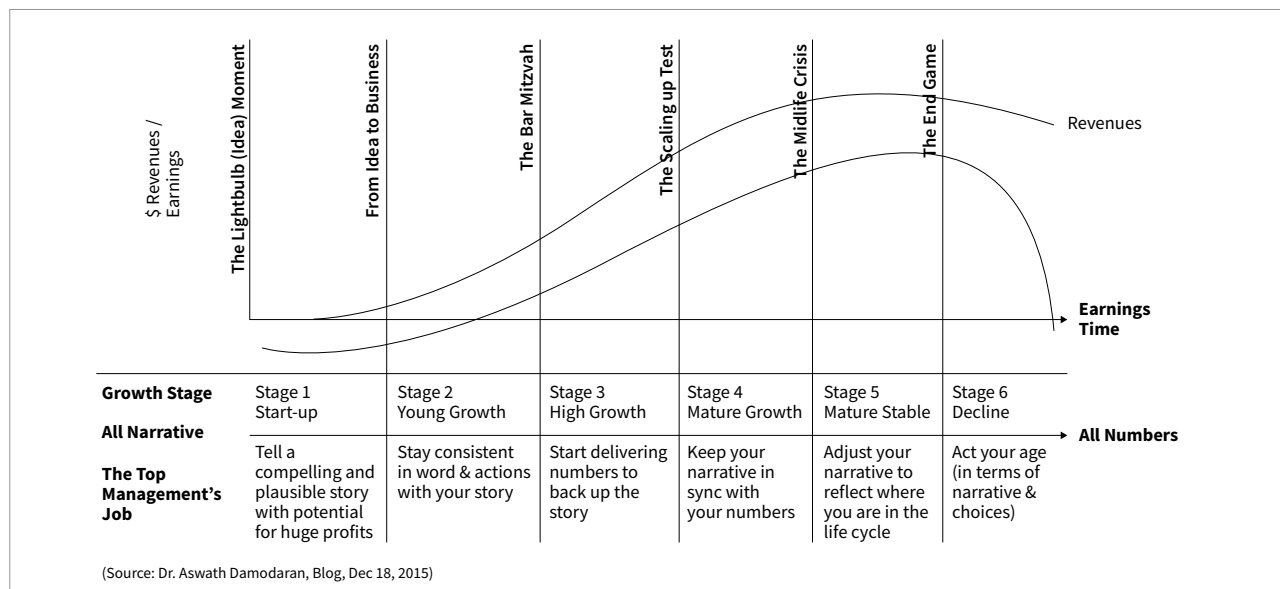 $ Revenues /
Earnings
The Lightbulb (Idea) Moment
From Idea to Business
The Bar Mitzvah
The Scaling up Test
The Midlife Crisis
The End Game
Revenues
Earnings
Time
Growth Stage
Stage 1
Start-up
Stage 2
Young Growth
Stage 3
High Growth
Stage 4
Mature Growth
Stage 5
Mature Stable
Stage 6
Decline
All Narrative
All Numbers
The Top
Management’s
Job
Tell a
compelling and
plausible story
with potential
for huge profits
Stay consistent
in word & actions
with your story
Start delivering
numbers to
back up the
story
Keep your
narrative in
sync with
your numbers
Adjust your
narrative to
reflect where
you are in the
life cycle
Act your age
(in terms of
narrative &
choices)
(Source: Dr. Aswath Damodaran, Blog, Dec 18, 2015)